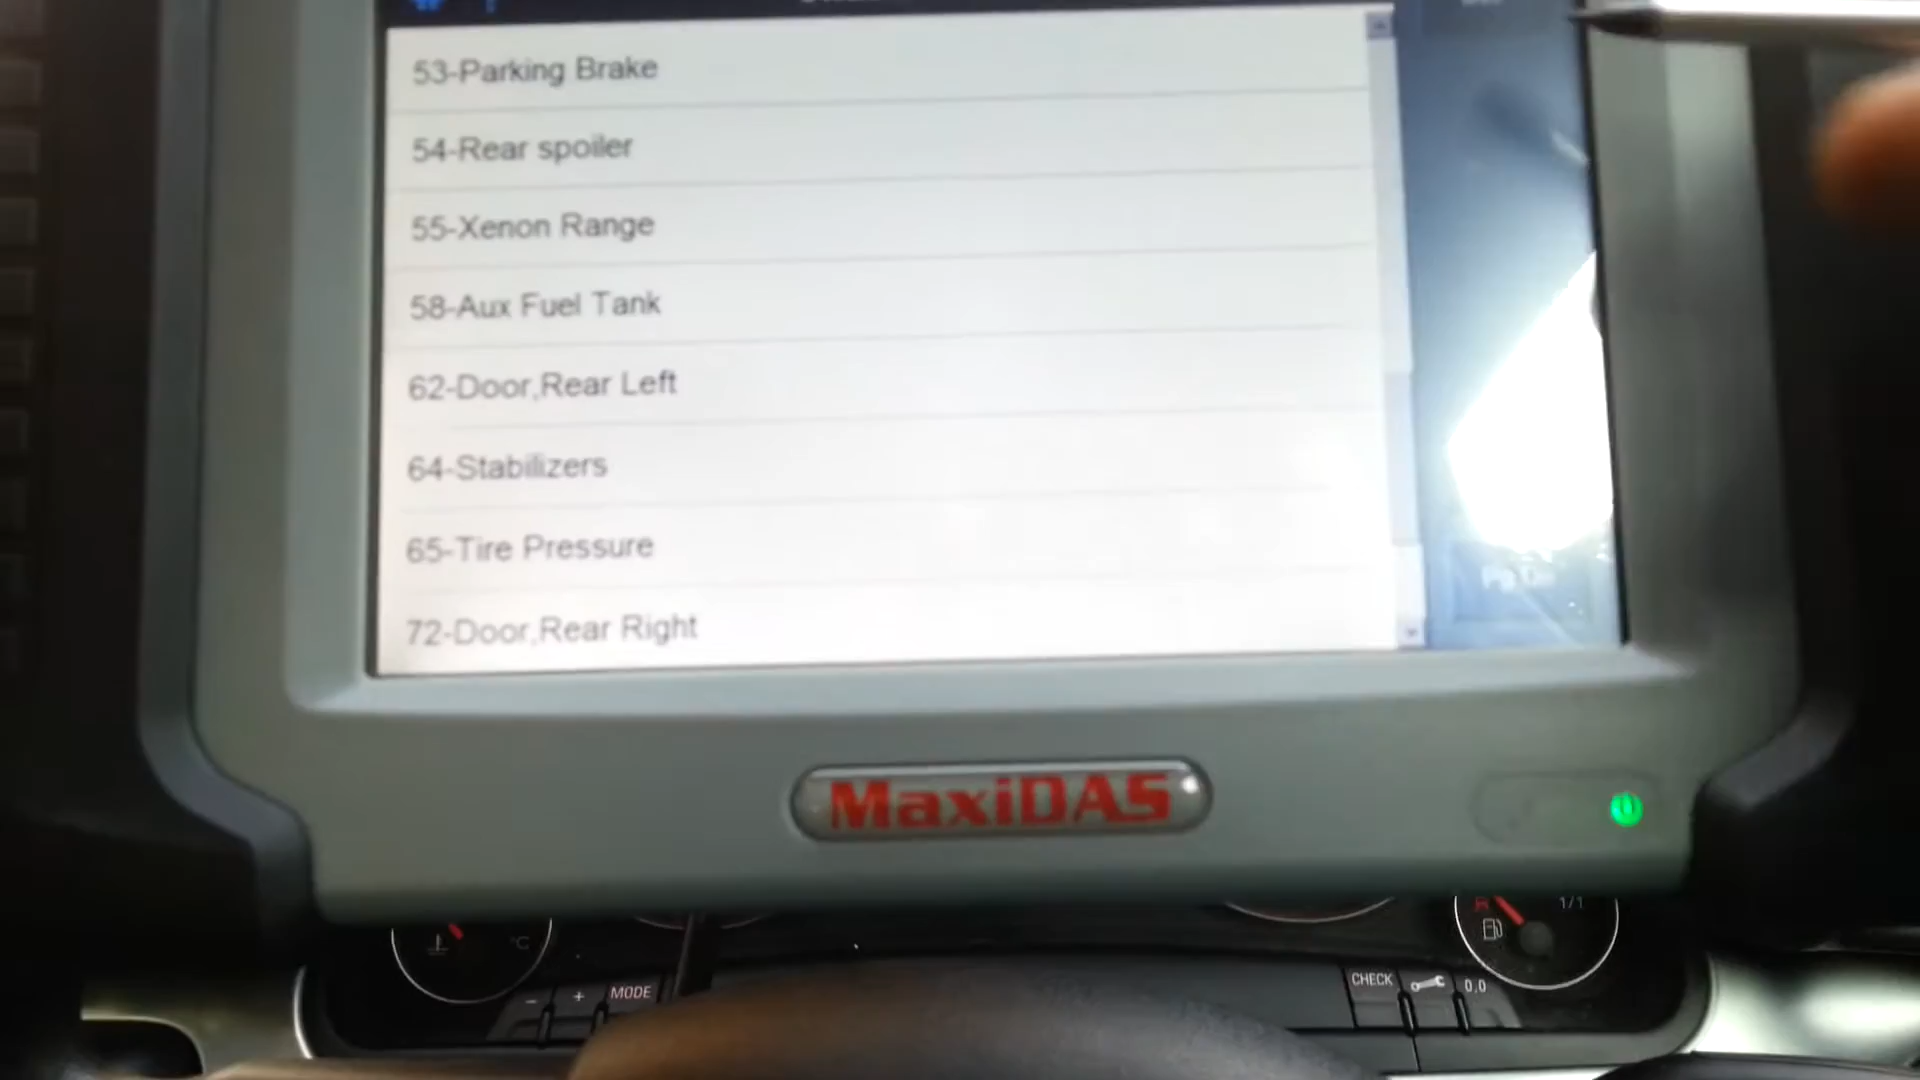 53-Parking Brake
54-Rear spoiler
55-Xenon Range
58-Aux Fuel Tank
62-Door,Rear Left
64-Stabilizers
65-Tire Pressure
72-Door,Rear Right
MaxiDAS
°C
1/1
- + MODE
CHECK
0,0